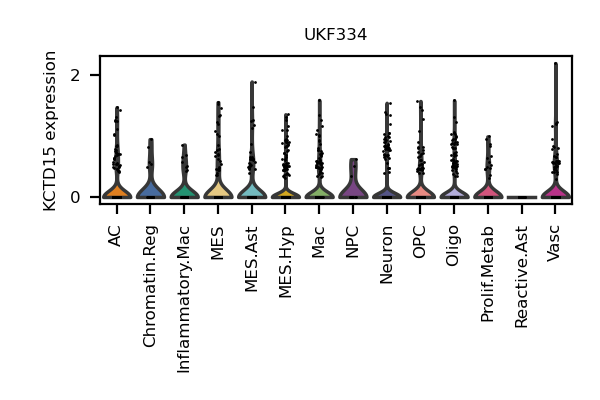 UKF334
KCTD15 expression
2
0
AC
Chromatin.Reg
Inflammatory.Mac
MES
MES.Ast
MES.Hyp
Mac
NPC
Neuron
OPC
Oligo
Prolif.Metab
Reactive.Ast
Vasc